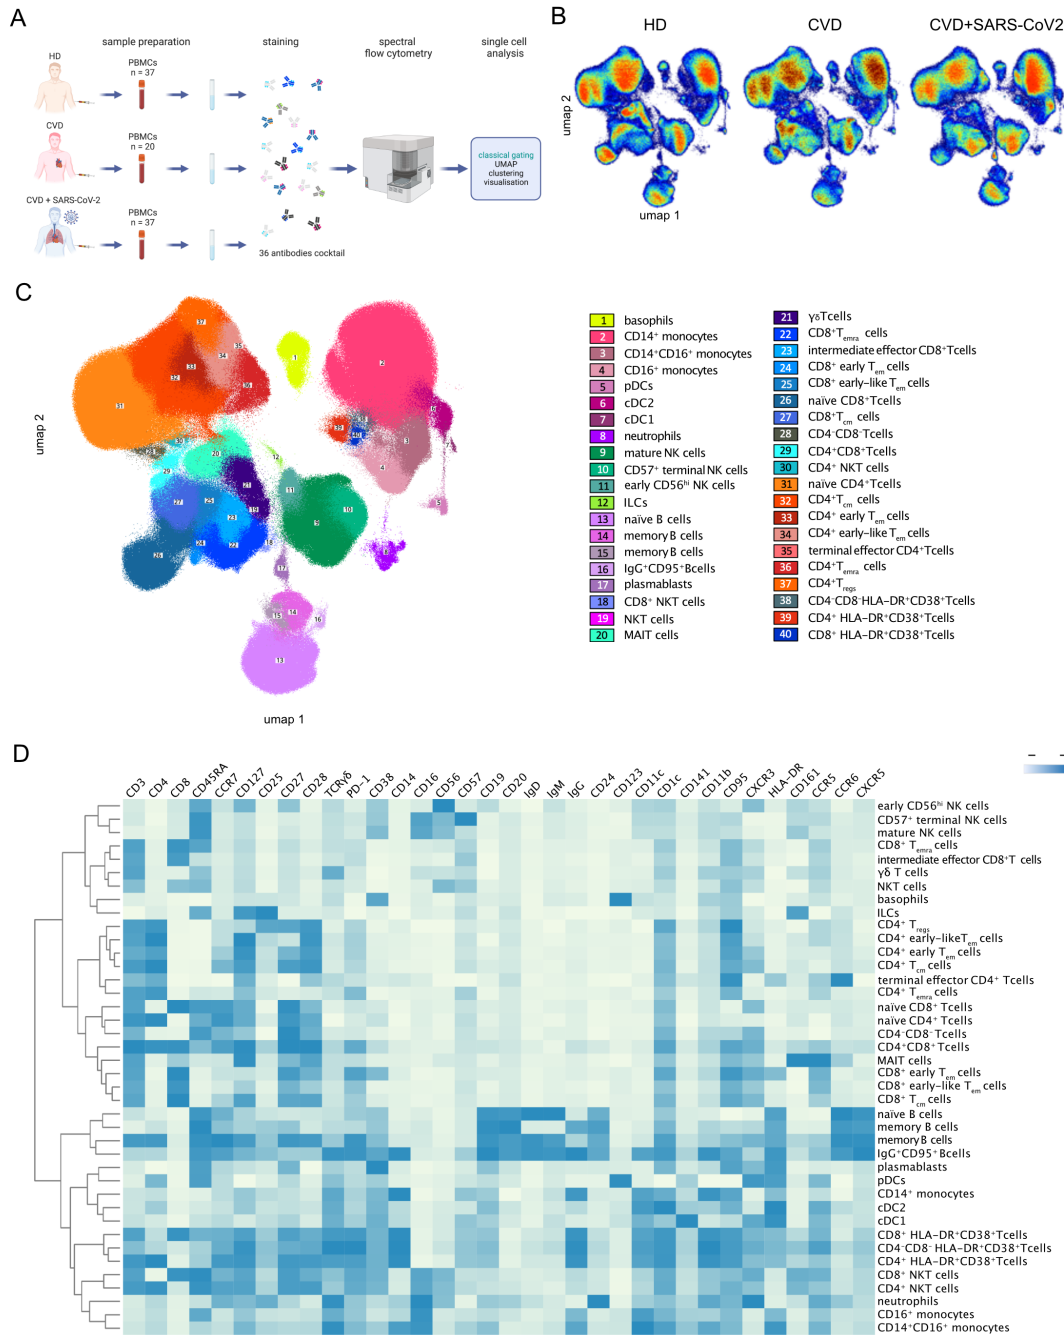 A
sample preparation
staining
spectral
flow cytometry
single cell
analysis
HD
PBMCs
n = 37
CVD
PBMCs
n = 20
CVD + SARS-CoV-2
PBMCs
n = 37
36 antibodies cocktail
classical gating
UMAP
clustering
visualisation
B
HD
CVD
CVD+SARS-CoV2
umap 2
umap 1
C
umap 2
umap 1
1 basophils
2 CD14+ monocytes
3 CD14+CD16+ monocytes
4 CD16+ monocytes
5 pDCs
6 cDC2
7 cDC1
8 neutrophils
9 mature NK cells
10 CD57+ terminal NK cells
11 early CD56hi NK cells
12 ILCs
13 naïve B cells
14 memory B cells
15 memory B cells
16 IgG+CD95+Bcells
17 plasmablasts
18 CD8+ NKT cells
19 NKT cells
20 MAIT cells
21 γδTcells
22 CD8+Temra cells
23 intermediate effector CD8+Tcells
24 CD8+ early Tem cells
25 CD8+ early-like Tem cells
26 naïve CD8+Tcells
27 CD8+Tcm cells
28 CD4-CD8-Tcells
29 CD4+CD8+Tcells
30 CD4+ NKT cells
31 naïve CD4+Tcells
32 CD4+Tcm cells
33 CD4+ early Tem cells
34 CD4+ early-like Tem cells
35 terminal effector CD4+Tcells
36 CD4+Temra cells
37 CD4+Tregs
38 CD4-CD8-HLA-DR+CD38+Tcells
39 CD4+ HLA-DR+CD38+Tcells
40 CD8+ HLA-DR+CD38+Tcells
D
CD3 CD4 CD8 CD45RA CCR7 CD127 CD25 CD27 CD28 TCRγδ PD-1 CD38 CD14 CD16 CD56 CD57 CD19 CD20 IgD IgM IgG CD24 CD123 CD11c CD1c CD141 CD11b CD95 CXCR3 HLA-DR CD161 CCR5 CCR6 CXCR5
early CD56hi NK cells
CD57+ terminal NK cells
mature NK cells
CD8+ Temra cells
intermediate effector CD8+T cells
γδ T cells
NKT cells
basophils
ILCs
CD4+ Tregs
CD4+ early-likeTem cells
CD4+ early Tem cells
CD4+ Tcm cells
terminal effector CD4+ Tcells
CD4+ Temra cells
naïve CD8+ Tcells
naïve CD4+ Tcells
CD4-CD8-Tcells
CD4+CD8+Tcells
MAIT cells
CD8+ early Tem cells
CD8+ early-like Tem cells
CD8+ Tcm cells
naïve B cells
memory B cells
memory B cells
IgG+CD95+Bcells
plasmablasts
pDCs
CD14+ monocytes
cDC2
cDC1
CD8+ HLA-DR+CD38+Tcells
CD4-CD8- HLA-DR+CD38+Tcells
CD4+ HLA-DR+CD38+Tcells
CD8+ NKT cells
CD4+ NKT cells
neutrophils
CD16+ monocytes
CD14+CD16+ monocytes